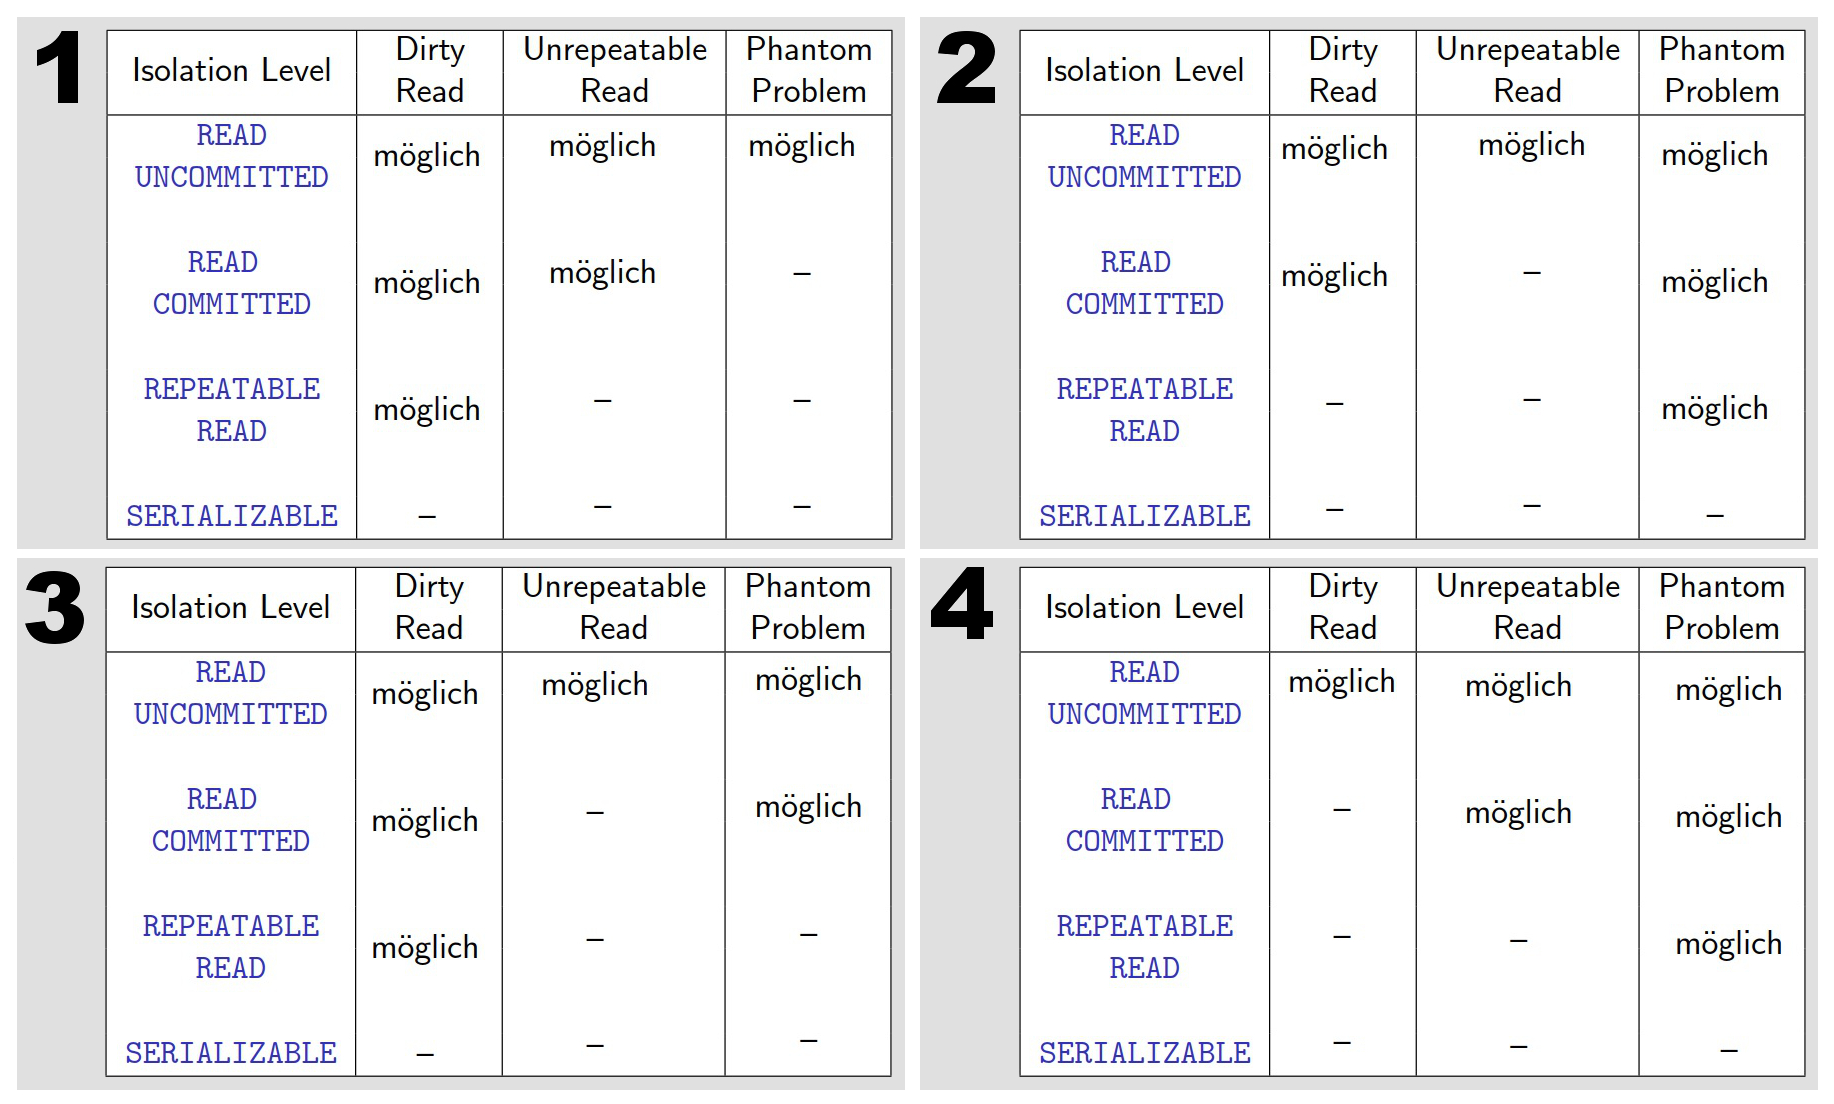 1
Isolation Level | Dirty Read | Unrepeatable Read | Phantom Problem
READ UNCOMMITTED | möglich | möglich | möglich
READ COMMITTED | möglich | möglich | –
REPEATABLE READ | möglich | – | –
SERIALIZABLE | – | – | –
2
Isolation Level | Dirty Read | Unrepeatable Read | Phantom Problem
READ UNCOMMITTED | möglich | möglich | möglich
READ COMMITTED | möglich | – | möglich
REPEATABLE READ | – | – | möglich
SERIALIZABLE | – | – | –
3
Isolation Level | Dirty Read | Unrepeatable Read | Phantom Problem
READ UNCOMMITTED | möglich | möglich | möglich
READ COMMITTED | möglich | – | möglich
REPEATABLE READ | möglich | – | –
SERIALIZABLE | – | – | –
4
Isolation Level | Dirty Read | Unrepeatable Read | Phantom Problem
READ UNCOMMITTED | möglich | möglich | möglich
READ COMMITTED | – | möglich | möglich
REPEATABLE READ | – | – | möglich
SERIALIZABLE | – | – | –